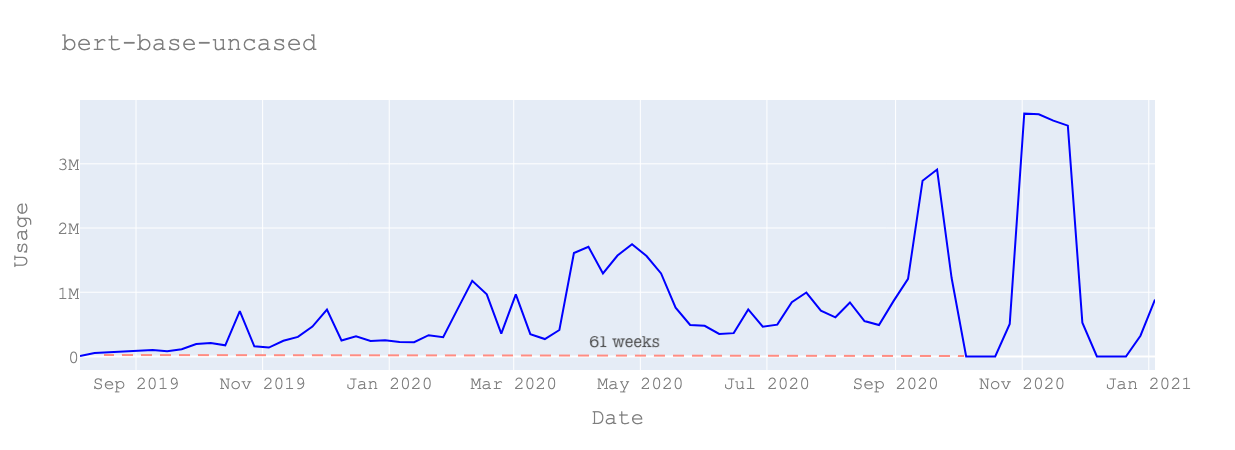 bert-base-uncased
Usage
3M
2M
1M
0
61 weeks
Sep 2019
Nov 2019
Jan 2020
Mar 2020
May 2020
Jul 2020
Sep 2020
Nov 2020
Jan 2021
Date